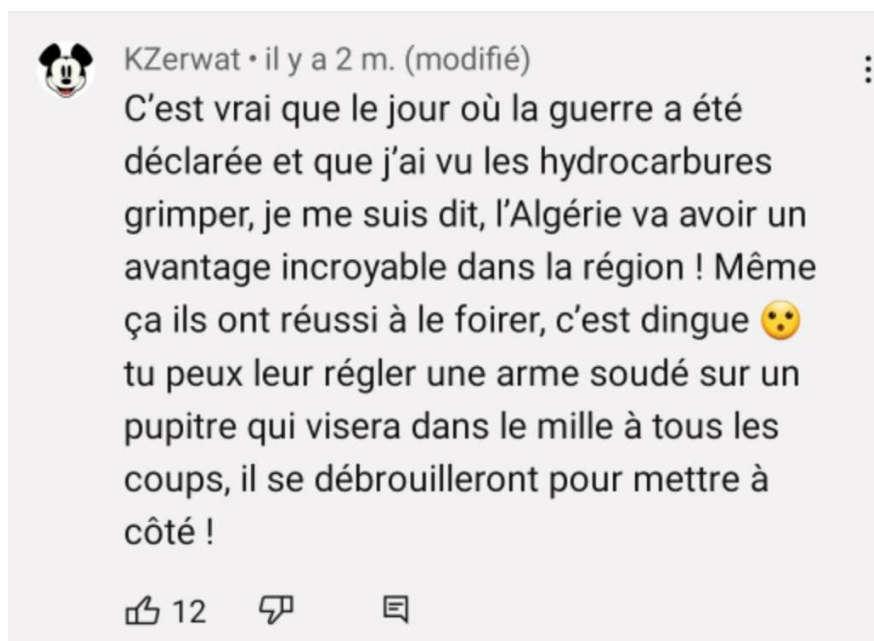 KZerwat • il y a 2 m. (modifié)
C’est vrai que le jour où la guerre a été
déclarée et que j’ai vu les hydrocarbures
grimper, je me suis dit, l’Algérie va avoir un
avantage incroyable dans la région ! Même
ça ils ont réussi à le foirer, c’est dingue 😯
tu peux leur régler une arme soudé sur un
pupitre qui visera dans le mille à tous les
coups, il se débrouilleront pour mettre à
côté !
12